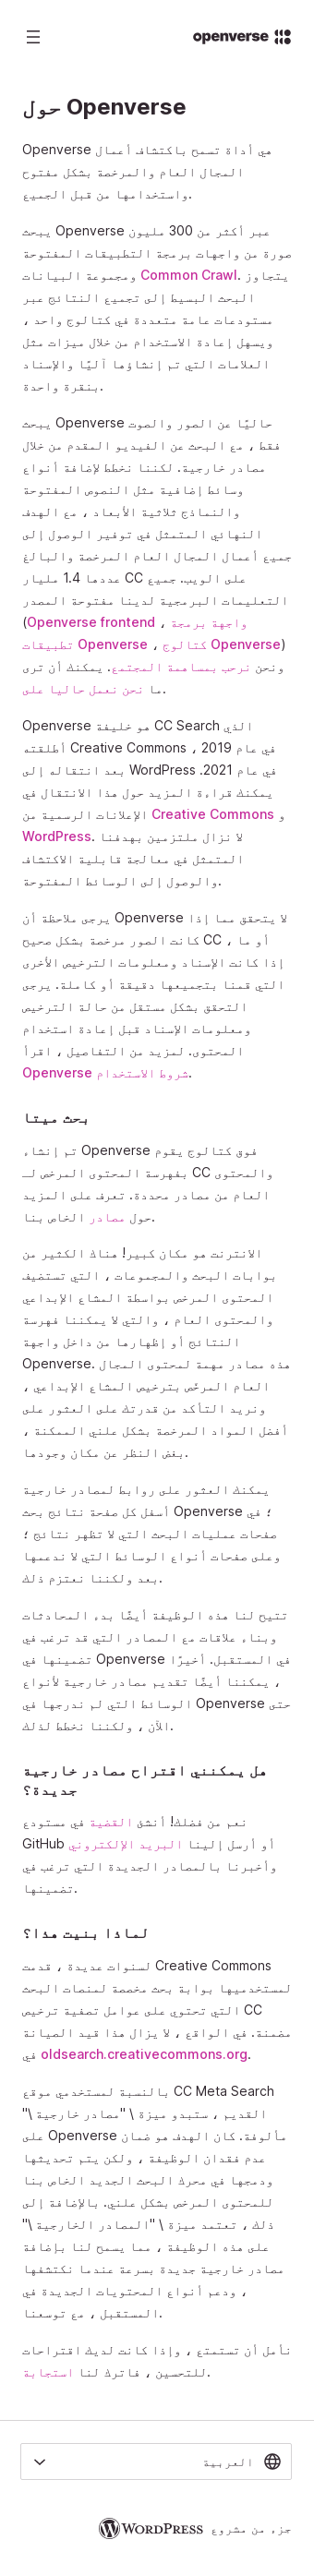 openverse
حول Openverse
Openverse هي أداة تسمح باكتشاف أعمال
المجال العام والمرخصة بشكل مفتوح
واستخدامها من قبل الجميع.
يبحث Openverse عبر أكثر من 300 مليون
صورة من واجهات برمجة التطبيقات المفتوحة
ومجموعة البيانات Common Crawl. يتجاوز
البحث البسيط إلى تجميع النتائج عبر
مستودعات عامة متعددة في كتالوج واحد ،
ويسهل إعادة الاستخدام من خلال ميزات مثل
العلامات التي تم إنشاؤها آليًا والإسناد
بنقرة واحدة.
يبحث Openverse حاليًا عن الصور والصوت
فقط ، مع البحث عن الفيديو المقدم من خلال
مصادر خارجية. لكننا نخطط لإضافة أنواع
وسائط إضافية مثل النصوص المفتوحة
والنماذج ثلاثية الأبعاد ، مع الهدف
النهائي المتمثل في توفير الوصول إلى
جميع أعمال المجال العام المرخصة والبالغ
عددها 1.4 مليار CC على الويب. جميع
التعليمات البرمجية لدينا مفتوحة المصدر
(Openverse frontend ، واجهة برمجة
تطبيقات Openverse ، كتالوج Openverse)
ونحن نرحب بمساهمة المجتمع. يمكنك أن ترى
ما نحن نعمل حاليا على.
Openverse هو خليفة CC Search الذي
أطلقته Creative Commons في عام 2019 ،
بعد انتقاله إلى WordPress في عام 2021.
يمكنك قراءة المزيد حول هذا الانتقال في
الإعلانات الرسمية من Creative Commons و
WordPress. لا نزال ملتزمين بهدفنا
المتمثل في معالجة قابلية الاكتشاف
والوصول إلى الوسائط المفتوحة.
يرجى ملاحظة أن Openverse لا يتحقق مما إذا
كانت الصور مرخصة بشكل صحيح CC ، أو ما
إذا كانت الإسناد ومعلومات الترخيص الأخرى
التي قمنا بتجميعها دقيقة أو كاملة. يرجى
التحقق بشكل مستقل من حالة الترخيص
ومعلومات الإسناد قبل إعادة استخدام
المحتوى. لمزيد من التفاصيل ، اقرأ
شروط الاستخدام Openverse.
بحث ميتا
تم إنشاء Openverse فوق كتالوج يقوم
بفهرسة المحتوى المرخص لـ CC والمحتوى
العام من مصادر محددة. تعرف على المزيد
حول مصادر الخاص بنا.
الانترنت هو مكان كبير! هناك الكثير من
بوابات البحث والمجموعات ، التي تستضيف
المحتوى المرخص بواسطة المشاع الإبداعي
والمحتوى العام ، والتي لا يمكننا فهرسة
النتائج أو إظهارها من داخل واجهة
Openverse. هذه مصادر مهمة لمحتوى المجال
العام المرخّص بترخيص المشاع الإبداعي ،
ونريد التأكد من قدرتك على العثور على
أفضل المواد المرخصة بشكل علني الممكنة ،
بغض النظر عن مكان وجودها.
يمكنك العثور على روابط لمصادر خارجية
أسفل كل صفحة نتائج بحث Openverse ؛ في
صفحات عمليات البحث التي لا تظهر نتائج ؛
وعلى صفحات أنواع الوسائط التي لا ندعمها
بعد ولكننا نعتزم ذلك.
تتيح لنا هذه الوظيفة أيضًا بدء المحادثات
وبناء علاقات مع المصادر التي قد ترغب في
تضمينها في Openverse في المستقبل. أخيرًا
، يمكننا أيضًا تقديم مصادر خارجية لأنواع
الوسائط التي لم ندرجها في Openverse حتى
الآن ، ولكننا نخطط لذلك.
هل يمكنني اقتراح مصادر خارجية
جديدة؟
نعم من فضلك! أنشئ القضية في مستودع
GitHub أو أرسل إلينا البريد الإلكتروني
وأخبرنا بالمصادر الجديدة التي ترغب في
تضمينها.
لماذا بنيت هذا؟
لسنوات عديدة ، قدمت Creative Commons
لمستخدميها بوابة بحث مخصصة لمنصات البحث
التي تحتوي على عوامل تصفية ترخيص CC
مضمنة. في الواقع ، لا يزال هذا قيد الصيانة
في oldsearch.creativecommons.org.
بالنسبة لمستخدمي موقع CC Meta Search
القديم ، ستبدو ميزة \ "مصادر خارجية \"
مألوفة. كان الهدف هو ضمان Openverse على
عدم فقدان الوظيفة ، ولكن يتم تحديثها
ودمجها في محرك البحث الجديد الخاص بنا
للمحتوى المرخص بشكل علني. بالإضافة إلى
ذلك ، تعتمد ميزة \ "المصادر الخارجية \"
على هذه الوظيفة ، مما يسمح لنا بإضافة
مصادر خارجية جديدة بسرعة عندما نكتشفها
، ودعم أنواع المحتويات الجديدة في
المستقبل ، مع توسعنا.
نأمل أن تستمتع ، وإذا كانت لديك اقتراحات
للتحسين ، فاترك لنا استجابة.
العربية
جزء من مشروع WORDPRESS